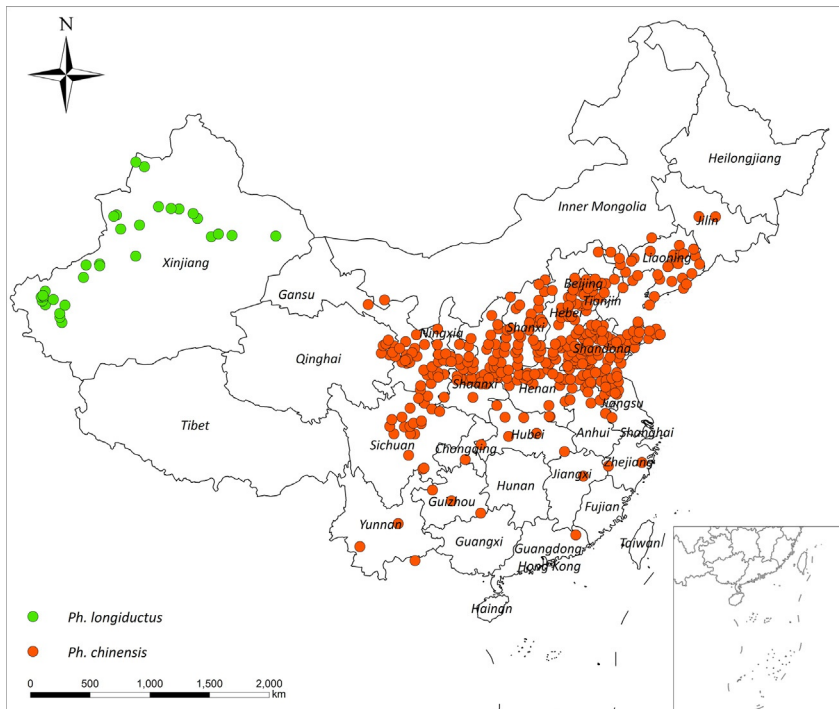 N
Heilongjiang
Inner Mongolia
Jilin
Liaoning
Xinjiang
Gansu
Beijing
Tianjin
Hebei
Ningxia
Shanxi
Qinghai
Shandong
Shaanxi
Henan
Jiangsu
Tibet
Sichuan
Chongqing
Hubei
Anhui
Shanghai
Zhejiang
Jiangxi
Hunan
Guizhou
Fujian
Yunnan
Guangxi
Guangdong
Taiwan
Hong Kong
Hainan
Ph. longiductus
Ph. chinensis
0 500 1,000 1,500 2,000
km